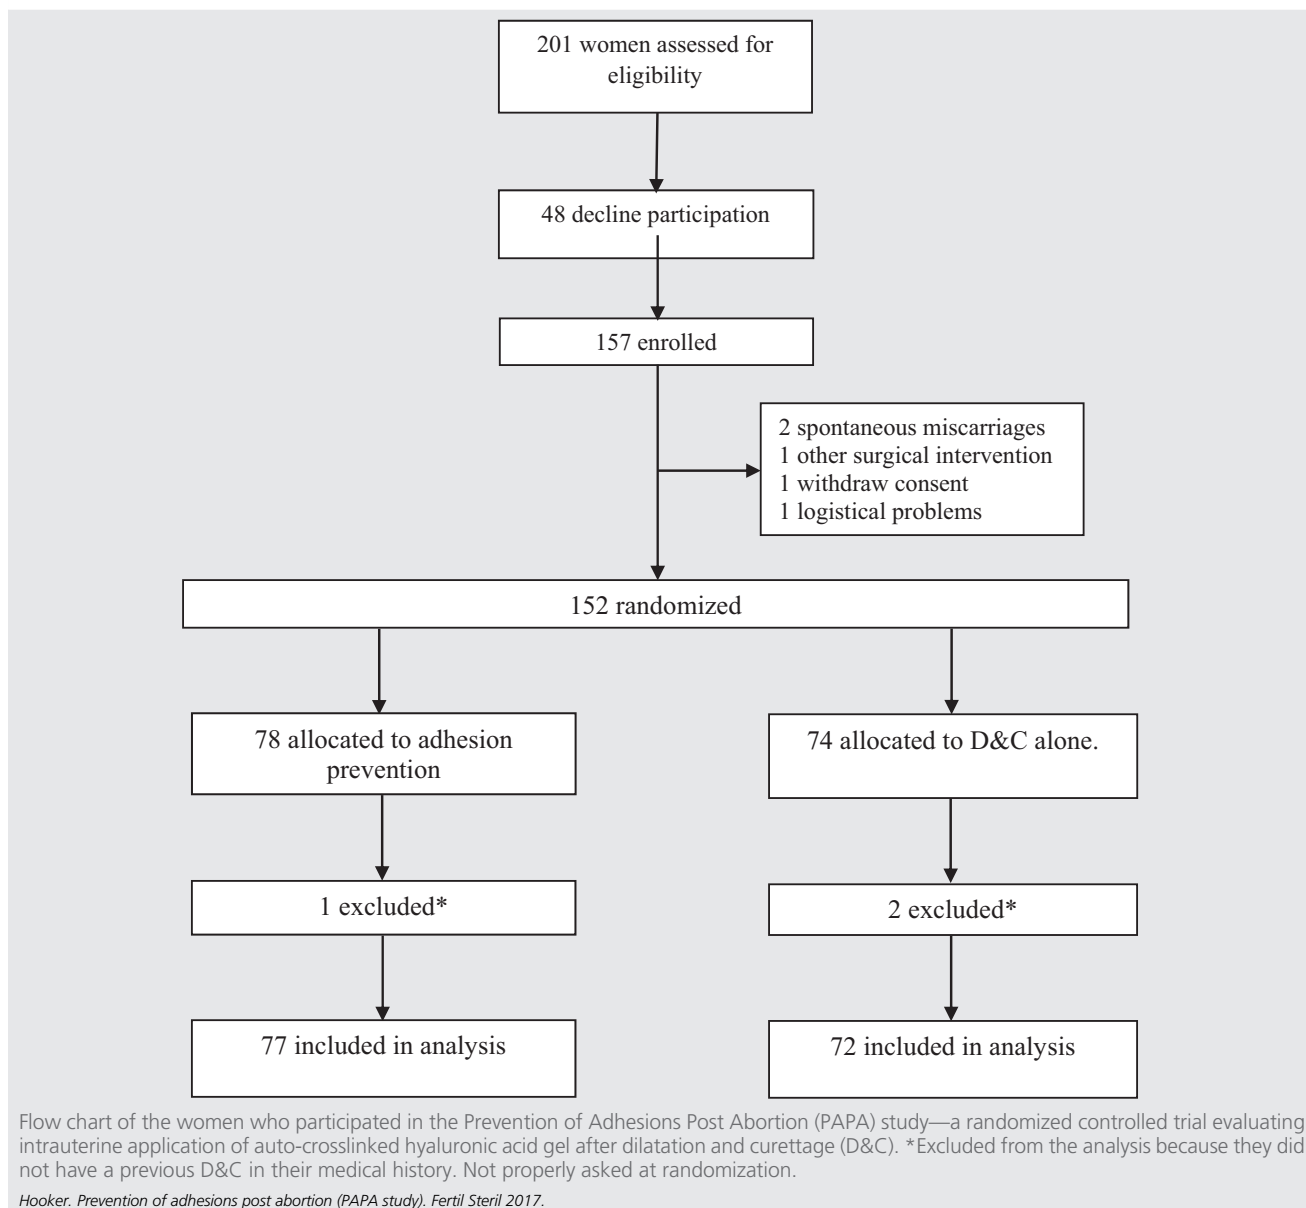 201 women assessed for
eligibility
48 decline participation
157 enrolled
2 spontaneous miscarriages
1 other surgical intervention
1 withdraw consent
1 logistical problems
152 randomized
78 allocated to adhesion
prevention
74 allocated to D&C alone.
1 excluded*
2 excluded*
77 included in analysis
72 included in analysis
Flow chart of the women who participated in the Prevention of Adhesions Post Abortion (PAPA) study—a randomized controlled trial evaluating
intrauterine application of auto-crosslinked hyaluronic acid gel after dilatation and curettage (D&C). *Excluded from the analysis because they did
not have a previous D&C in their medical history. Not properly asked at randomization.
Hooker. Prevention of adhesions post abortion (PAPA study). Fertil Steril 2017.